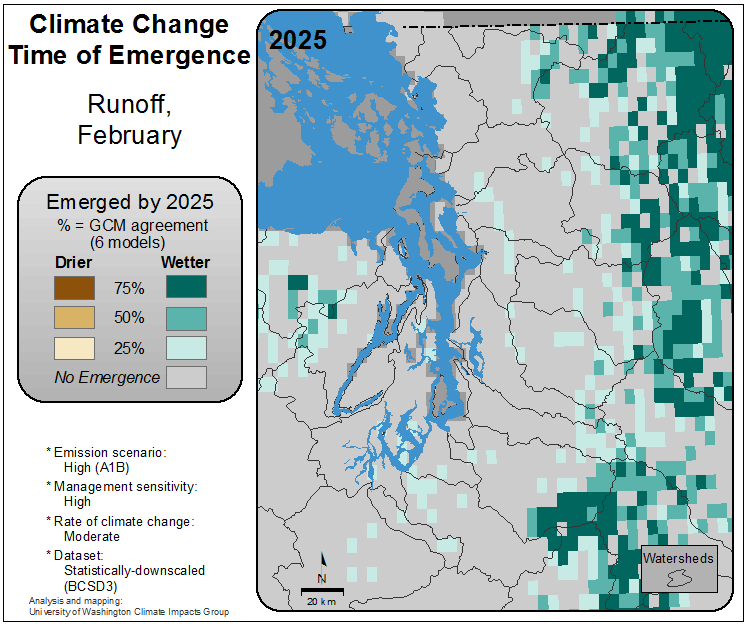 Climate Change
Time of Emergence
Runoff,
February
Emerged by 2025
% = GCM agreement
(6 models)
Drier Wetter
75%
50%
25%
No Emergence
* Emission scenario:
High (A1B)
* Management sensitivity:
High
* Rate of climate change:
Moderate
* Dataset:
Statistically-downscaled
(BCSD3)
Analysis and mapping:
University of Washington Climate Impacts Group
2025
N
20 km
Watersheds